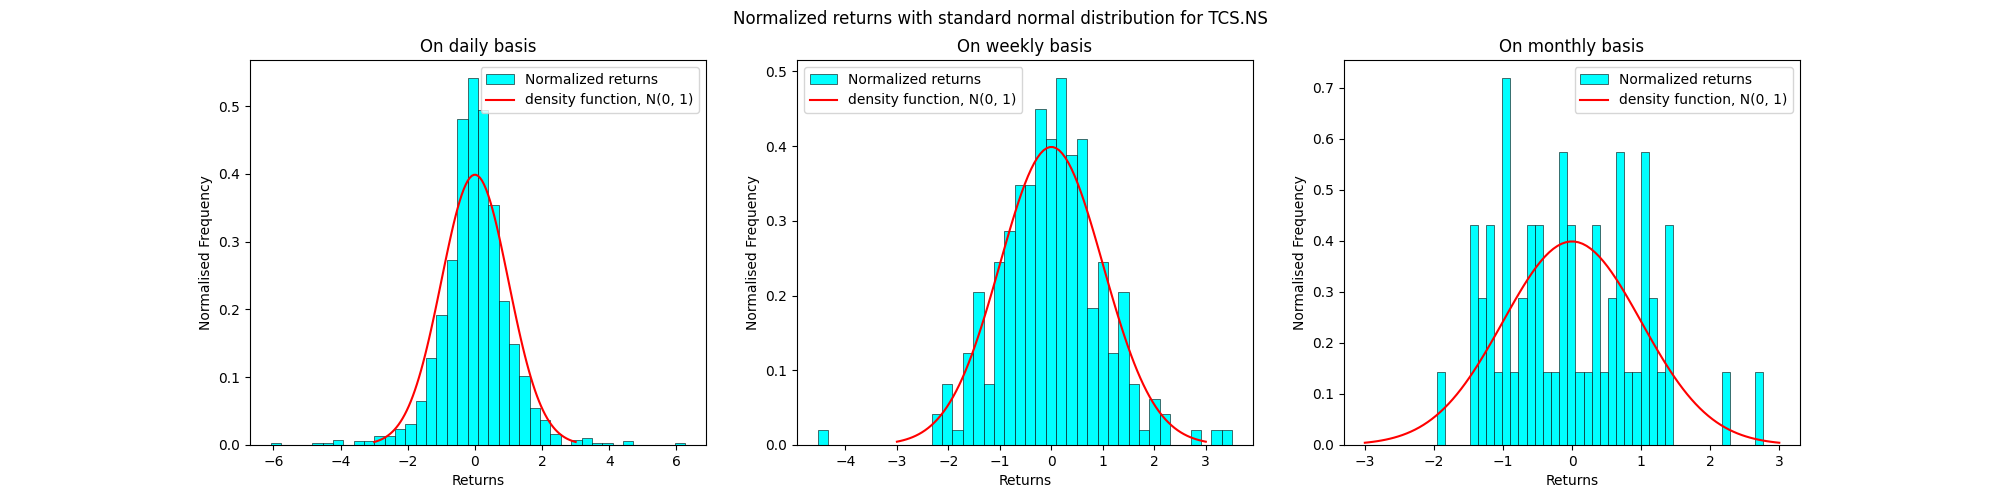 Normalized returns with standard normal distribution for TCS.NS
On daily basis
Normalized returns
density function, N(0, 1)
Normalised Frequency
0.5
0.4
0.3
0.2
0.1
0.0
−6
−4
−2
0
2
4
6
Returns
On weekly basis
Normalized returns
density function, N(0, 1)
Normalised Frequency
0.5
0.4
0.3
0.2
0.1
0.0
−4
−3
−2
−1
0
1
2
3
Returns
On monthly basis
Normalized returns
density function, N(0, 1)
Normalised Frequency
0.7
0.6
0.5
0.4
0.3
0.2
0.1
0.0
−3
−2
−1
0
1
2
3
Returns